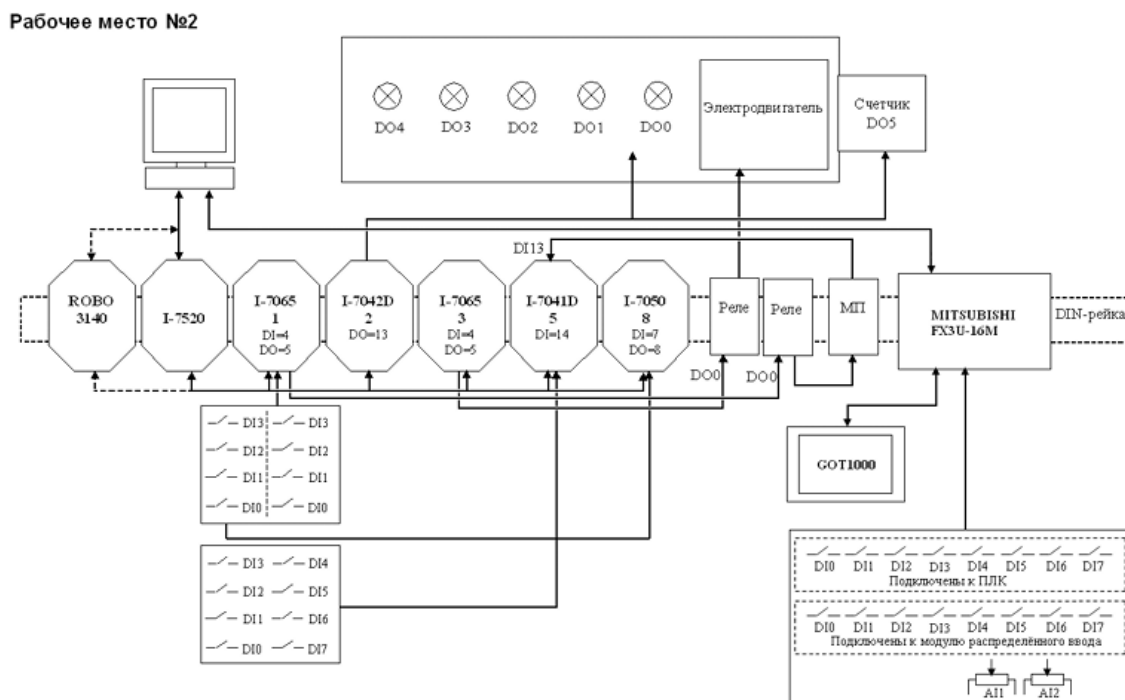 Рабочее место №2
DO4 DO3 DO2 DO1 DO0
Электродвигатель
Счетчик
DO5
DI13
ROBO
3140
I-7520
I-7065
1
DI=4
DO=5
I-7042D
2
DO=13
I-7065
3
DI=4
DO=5
I-7041D
5
DI=14
I-7050
8
DI=7
DO=8
Реле
Реле
МП
MITSUBISHI
FX3U-16M
DIN-рейка
DO0
DO0
DI3 DI3
DI2 DI2
DI1 DI1
DI0 DI0
GOT1000
DI3 DI4
DI2 DI5
DI1 DI6
DI0 DI7
DI0 DI1 DI2 DI3 DI4 DI5 DI6 DI7
Подключены к ПЛК
DI0 DI1 DI2 DI3 DI4 DI5 DI6 DI7
Подключены к модулю распределённого ввода
AI1 AI2